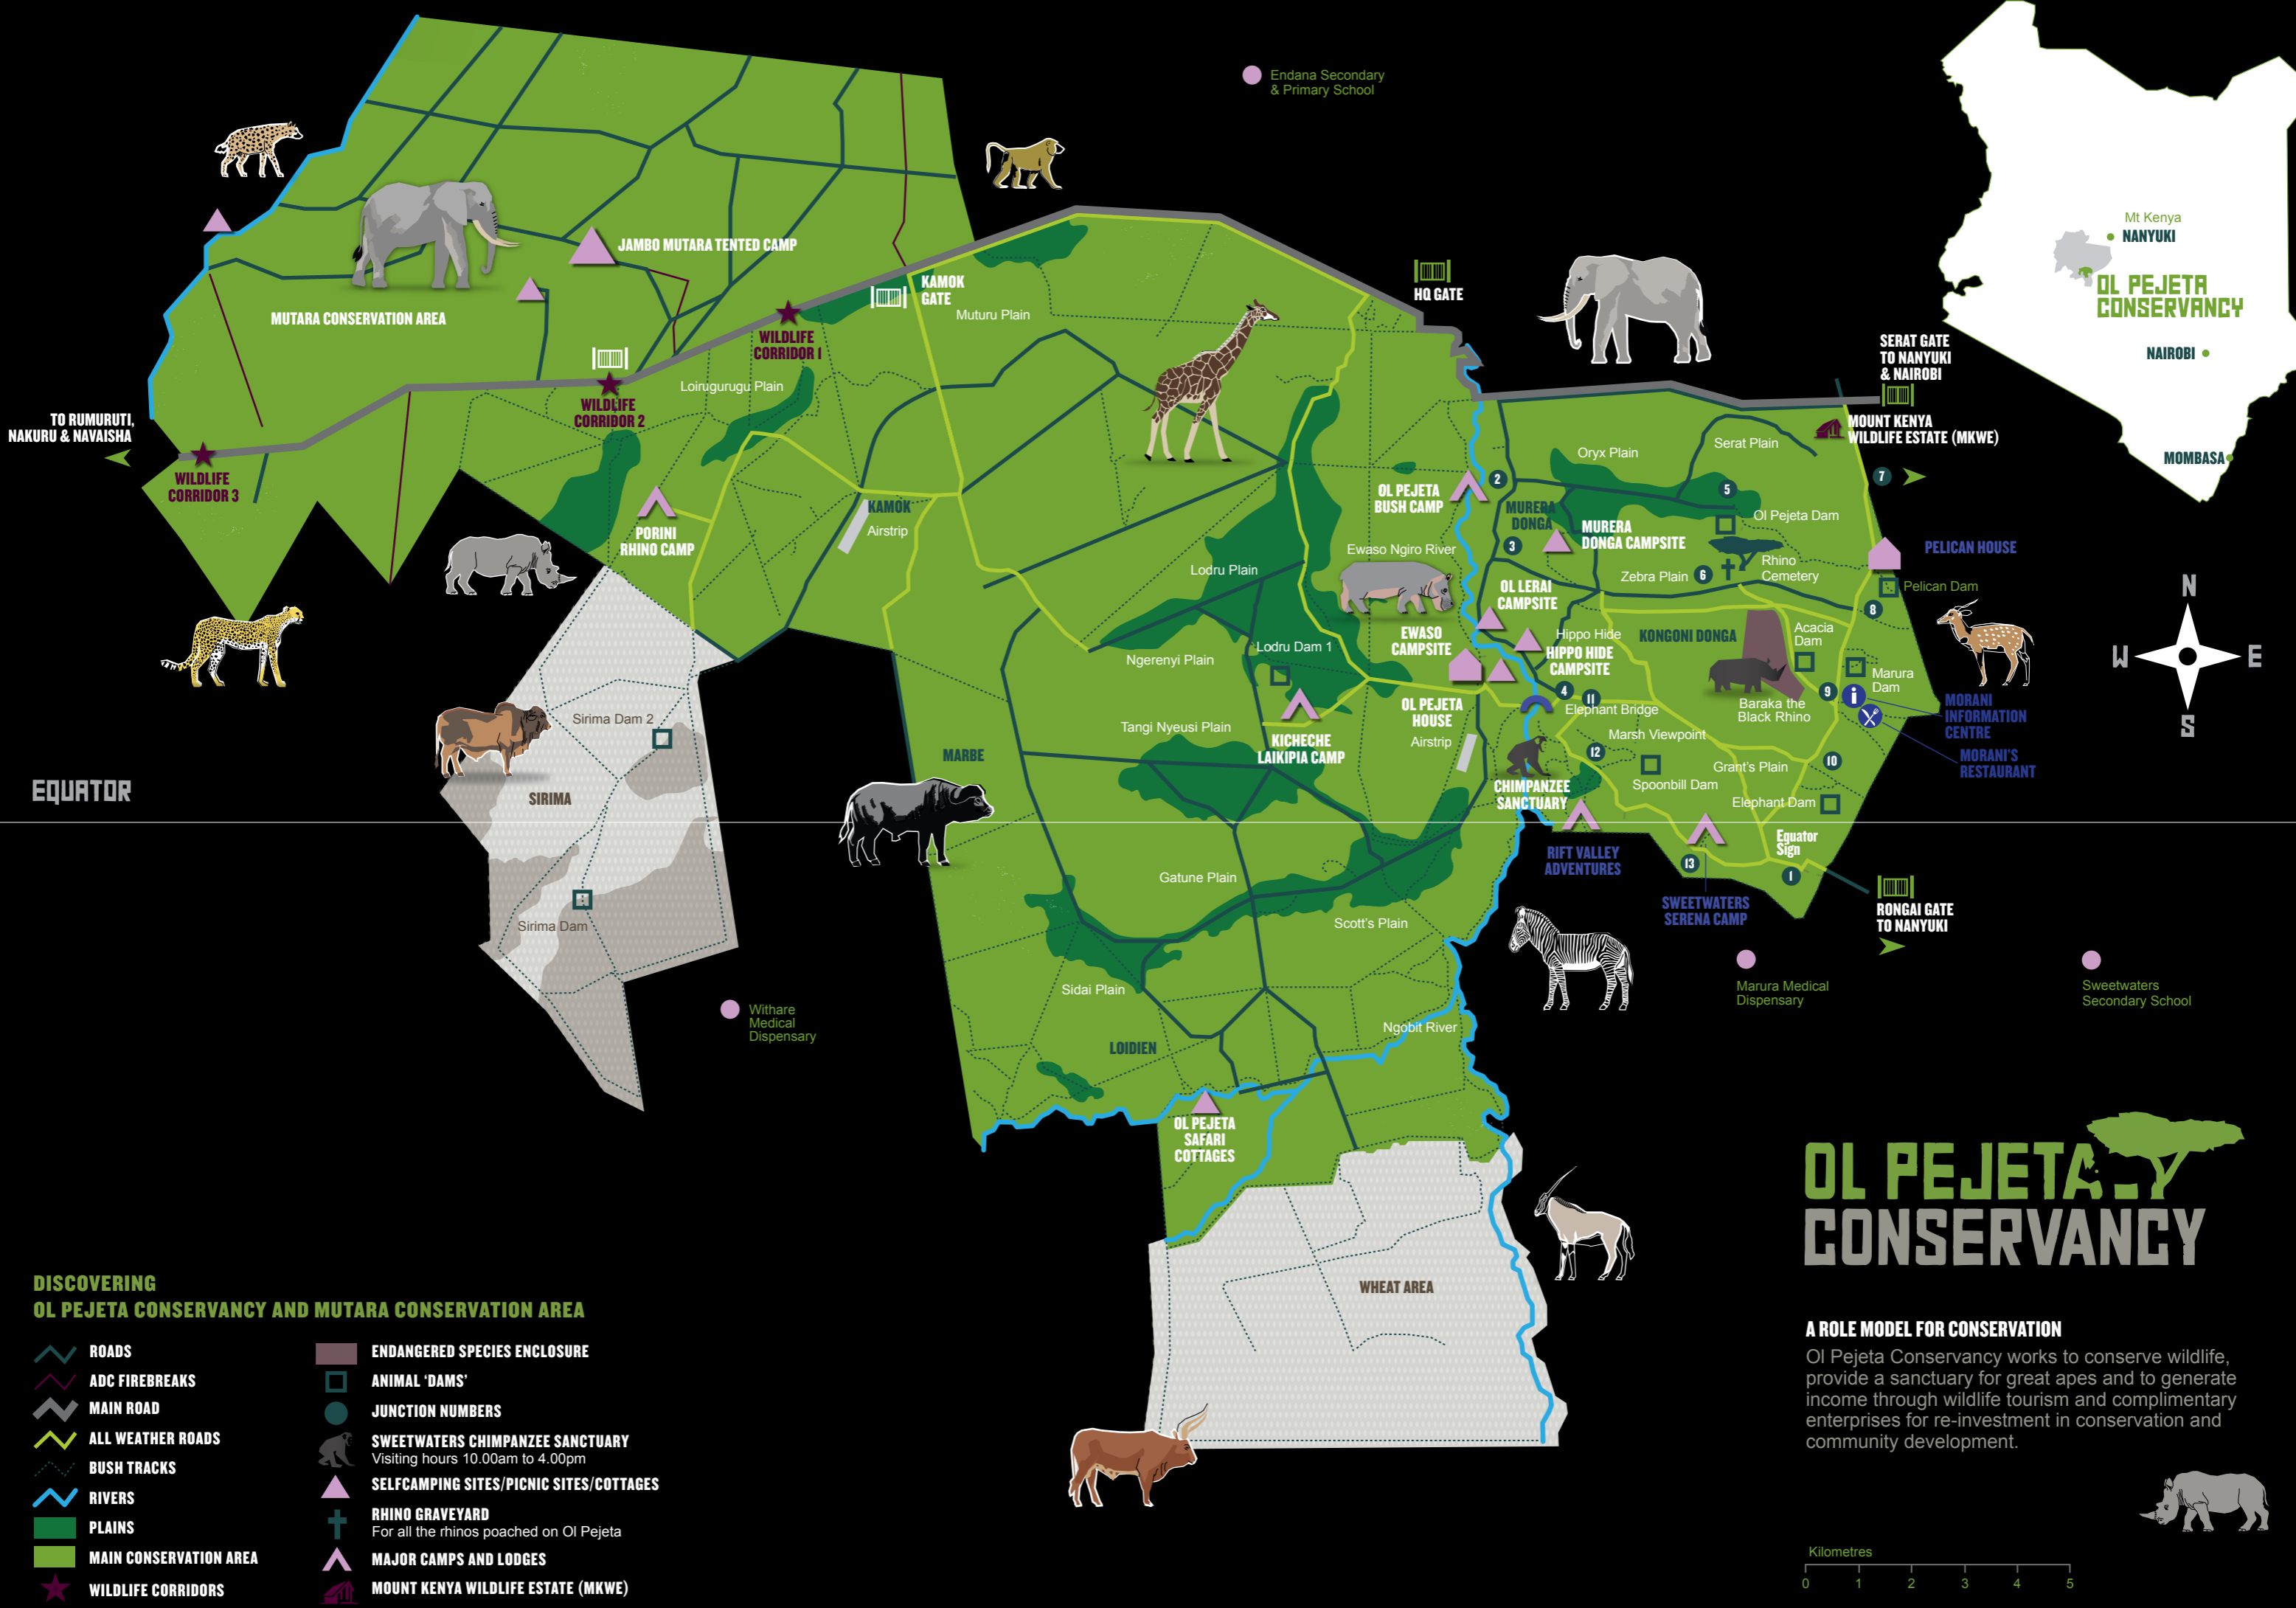 Endana Secondary
& Primary School
Mt Kenya
NANYUKI
OL PEJETA
CONSERVANCY
NAIROBI
MOMBASA
JAMBO MUTARA TENTED CAMP
MUTARA CONSERVATION AREA
KAMOK
GATE
Muturu Plain
HQ GATE
WILDLIFE
CORRIDOR 1
SERAT GATE
TO NANYUKI
& NAIROBI
Loirugurugu Plain
WILDLIFE
CORRIDOR 2
TO RUMURUTI,
NAKURU & NAVAISHA
MOUNT KENYA
WILDLIFE ESTATE (MKWE)
Serat Plain
Oryx Plain
WILDLIFE
CORRIDOR 3
7
2
5
OL PEJETA
BUSH CAMP
KAMOK
Airstrip
MURERA
DONGA
Ol Pejeta Dam
PORINI
RHINO CAMP
MURERA
DONGA CAMPSITE
3
Ewaso Ngiro River
PELICAN HOUSE
Rhino
Cemetery
Lodru Plain
Zebra Plain
6
Pelican Dam
OL LERAI
CAMPSITE
8
N
W
E
S
EWASO
CAMPSITE
Hippo Hide
KONGONI DONGA
Acacia
Dam
Lodru Dam 1
Ngerenyi Plain
HIPPO HIDE
CAMPSITE
Marura
Dam
4
11
9
i
OL PEJETA
HOUSE
Elephant Bridge
Baraka the
Black Rhino
MORANI
INFORMATION
CENTRE
Sirima Dam 2
Tangi Nyeusi Plain
KICHECHE
LAIKIPIA CAMP
Airstrip
Marsh Viewpoint
12
MORANI'S
RESTAURANT
MARBE
10
Grant's Plain
Spoonbill Dam
CHIMPANZEE
SANCTUARY
Elephant Dam
EQUATOR
SIRIMA
Equator
Sign
RIFT VALLEY
ADVENTURES
13
1
Gatune Plain
SWEETWATERS
SERENA CAMP
RONGAI GATE
TO NANYUKI
Sirima Dam
Scott's Plain
Sidai Plain
Marura Medical
Dispensary
Sweetwaters
Secondary School
Withare
Medical
Dispensary
Ngobit River
LOIDIEN
OL PEJETA
SAFARI
COTTAGES
WHEAT AREA
OL PEJETA
CONSERVANCY
A ROLE MODEL FOR CONSERVATION
Ol Pejeta Conservancy works to conserve wildlife,
provide a sanctuary for great apes and to generate
income through wildlife tourism and complimentary
enterprises for re-investment in conservation and
community development.
Kilometres
0 1 2 3 4 5
DISCOVERING
OL PEJETA CONSERVANCY AND MUTARA CONSERVATION AREA
ROADS
ADC FIREBREAKS
MAIN ROAD
ALL WEATHER ROADS
BUSH TRACKS
RIVERS
PLAINS
MAIN CONSERVATION AREA
WILDLIFE CORRIDORS
ENDANGERED SPECIES ENCLOSURE
ANIMAL 'DAMS'
JUNCTION NUMBERS
SWEETWATERS CHIMPANZEE SANCTUARY
Visiting hours 10.00am to 4.00pm
SELFCAMPING SITES/PICNIC SITES/COTTAGES
RHINO GRAVEYARD
For all the rhinos poached on Ol Pejeta
MAJOR CAMPS AND LODGES
MOUNT KENYA WILDLIFE ESTATE (MKWE)